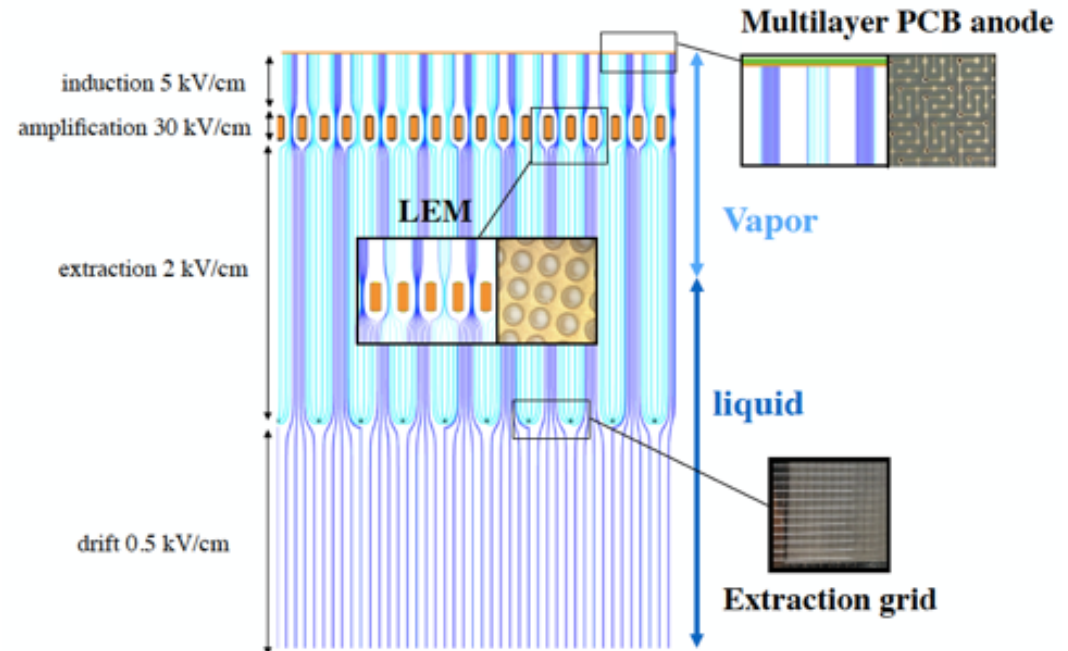 Multilayer PCB anode
induction 5 kV/cm
amplification 30 kV/cm
LEM
Vapor
extraction 2 kV/cm
liquid
drift 0.5 kV/cm
Extraction grid